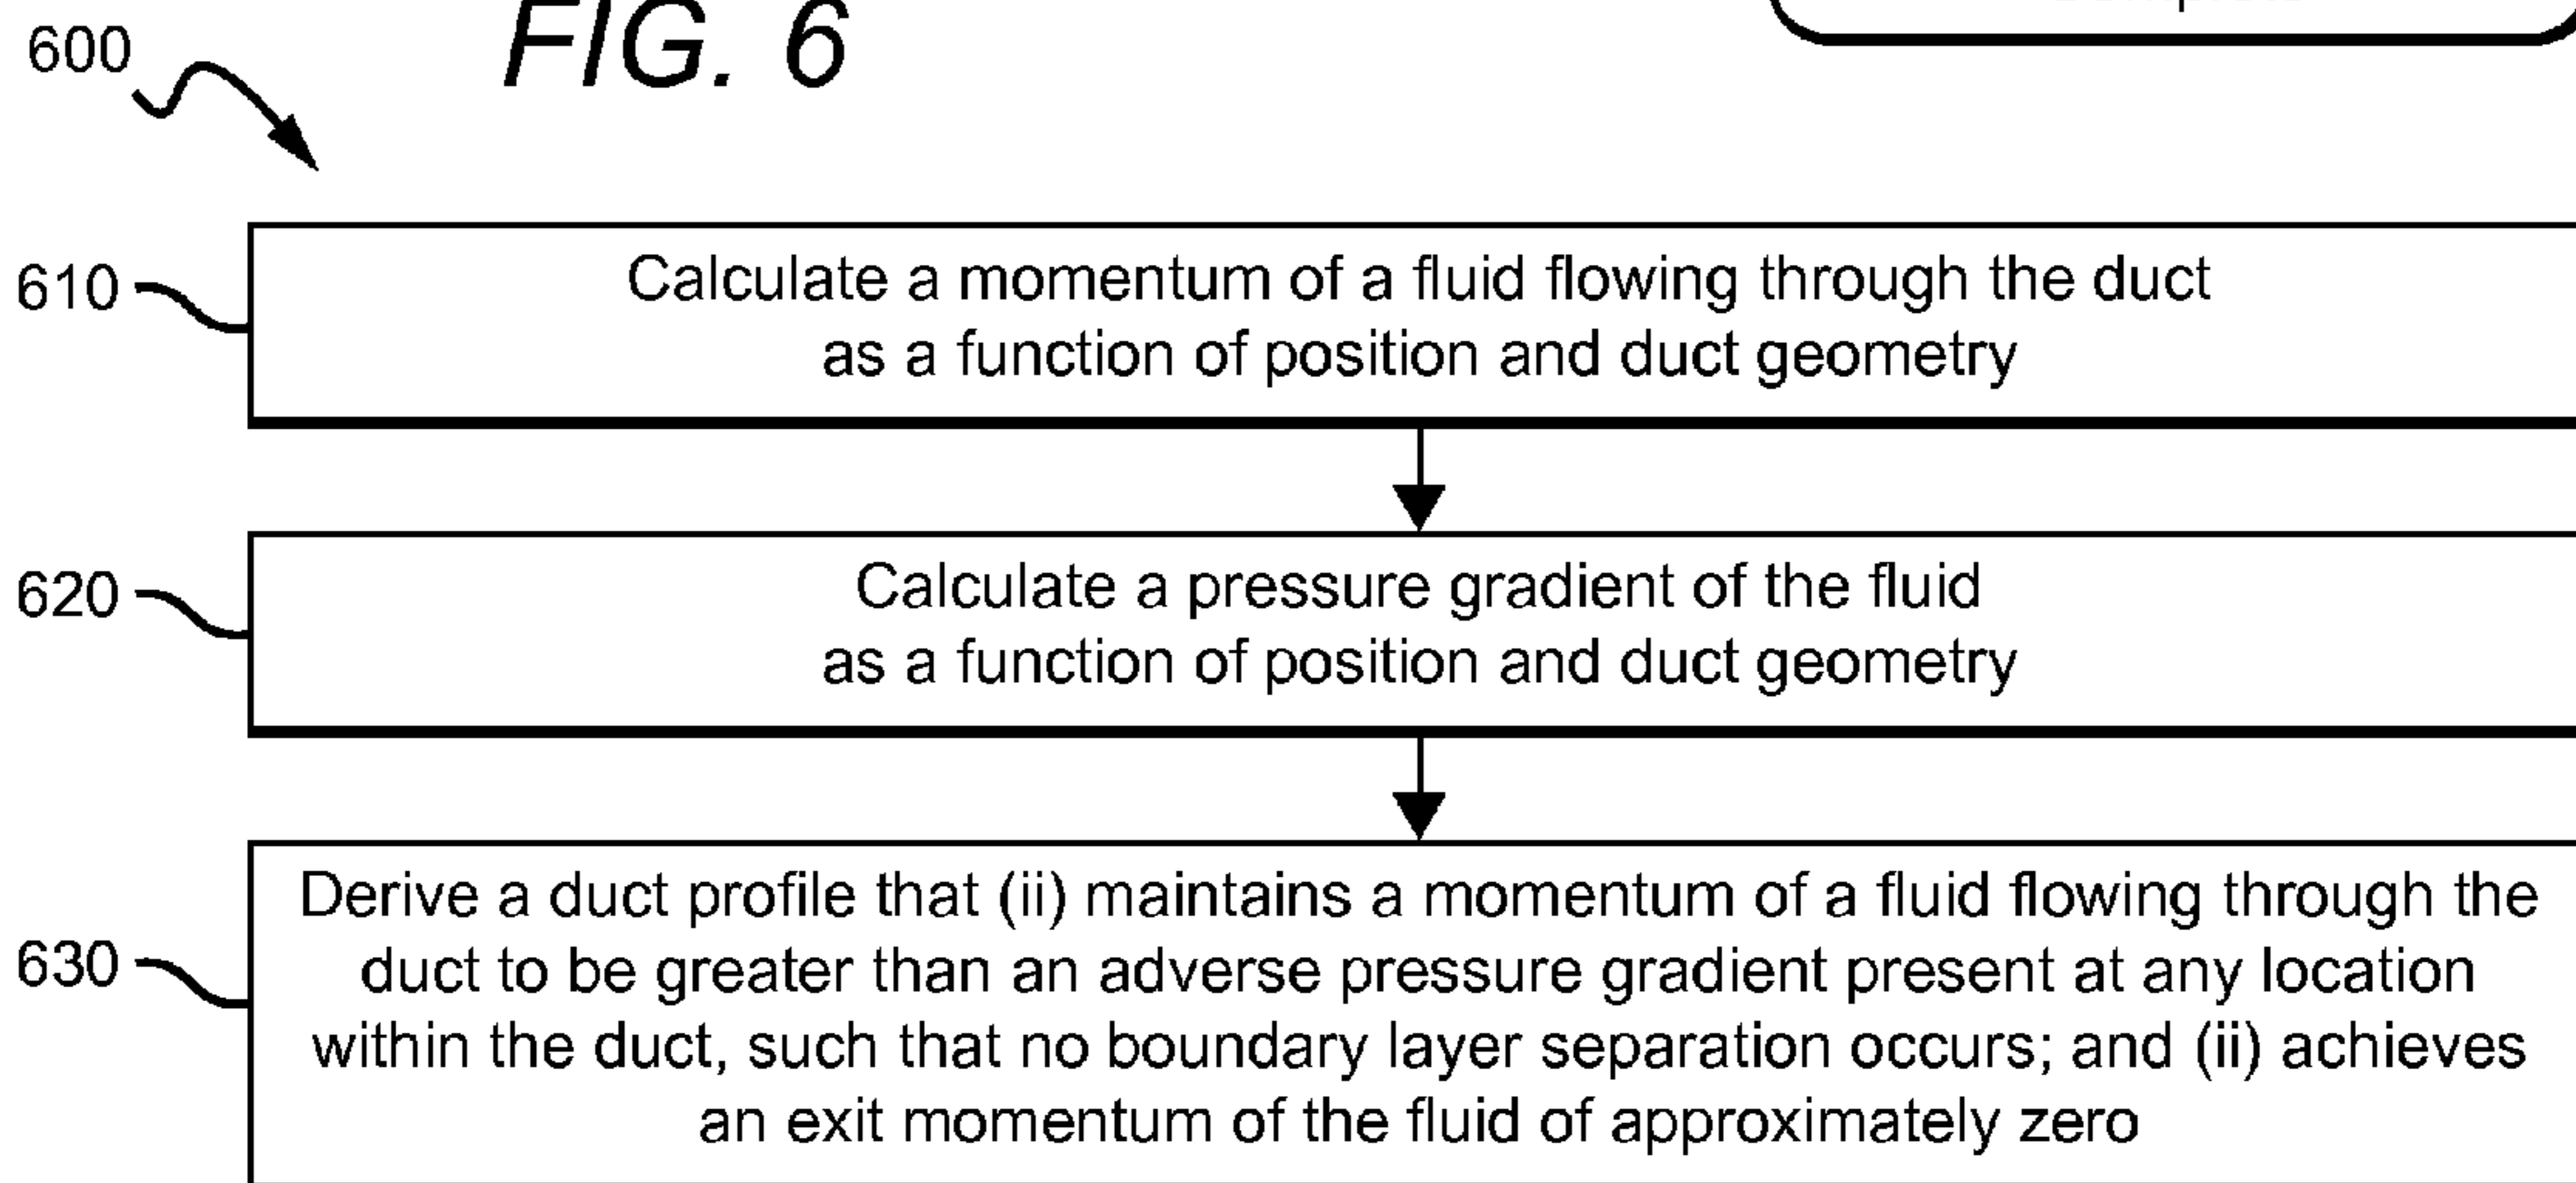 600
FIG. 6
610
Calculate a momentum of a fluid flowing through the duct
as a function of position and duct geometry
620
Calculate a pressure gradient of the fluid
as a function of position and duct geometry
630
Derive a duct profile that (ii) maintains a momentum of a fluid flowing through the
duct to be greater than an adverse pressure gradient present at any location
within the duct, such that no boundary layer separation occurs; and (ii) achieves
an exit momentum of the fluid of approximately zero